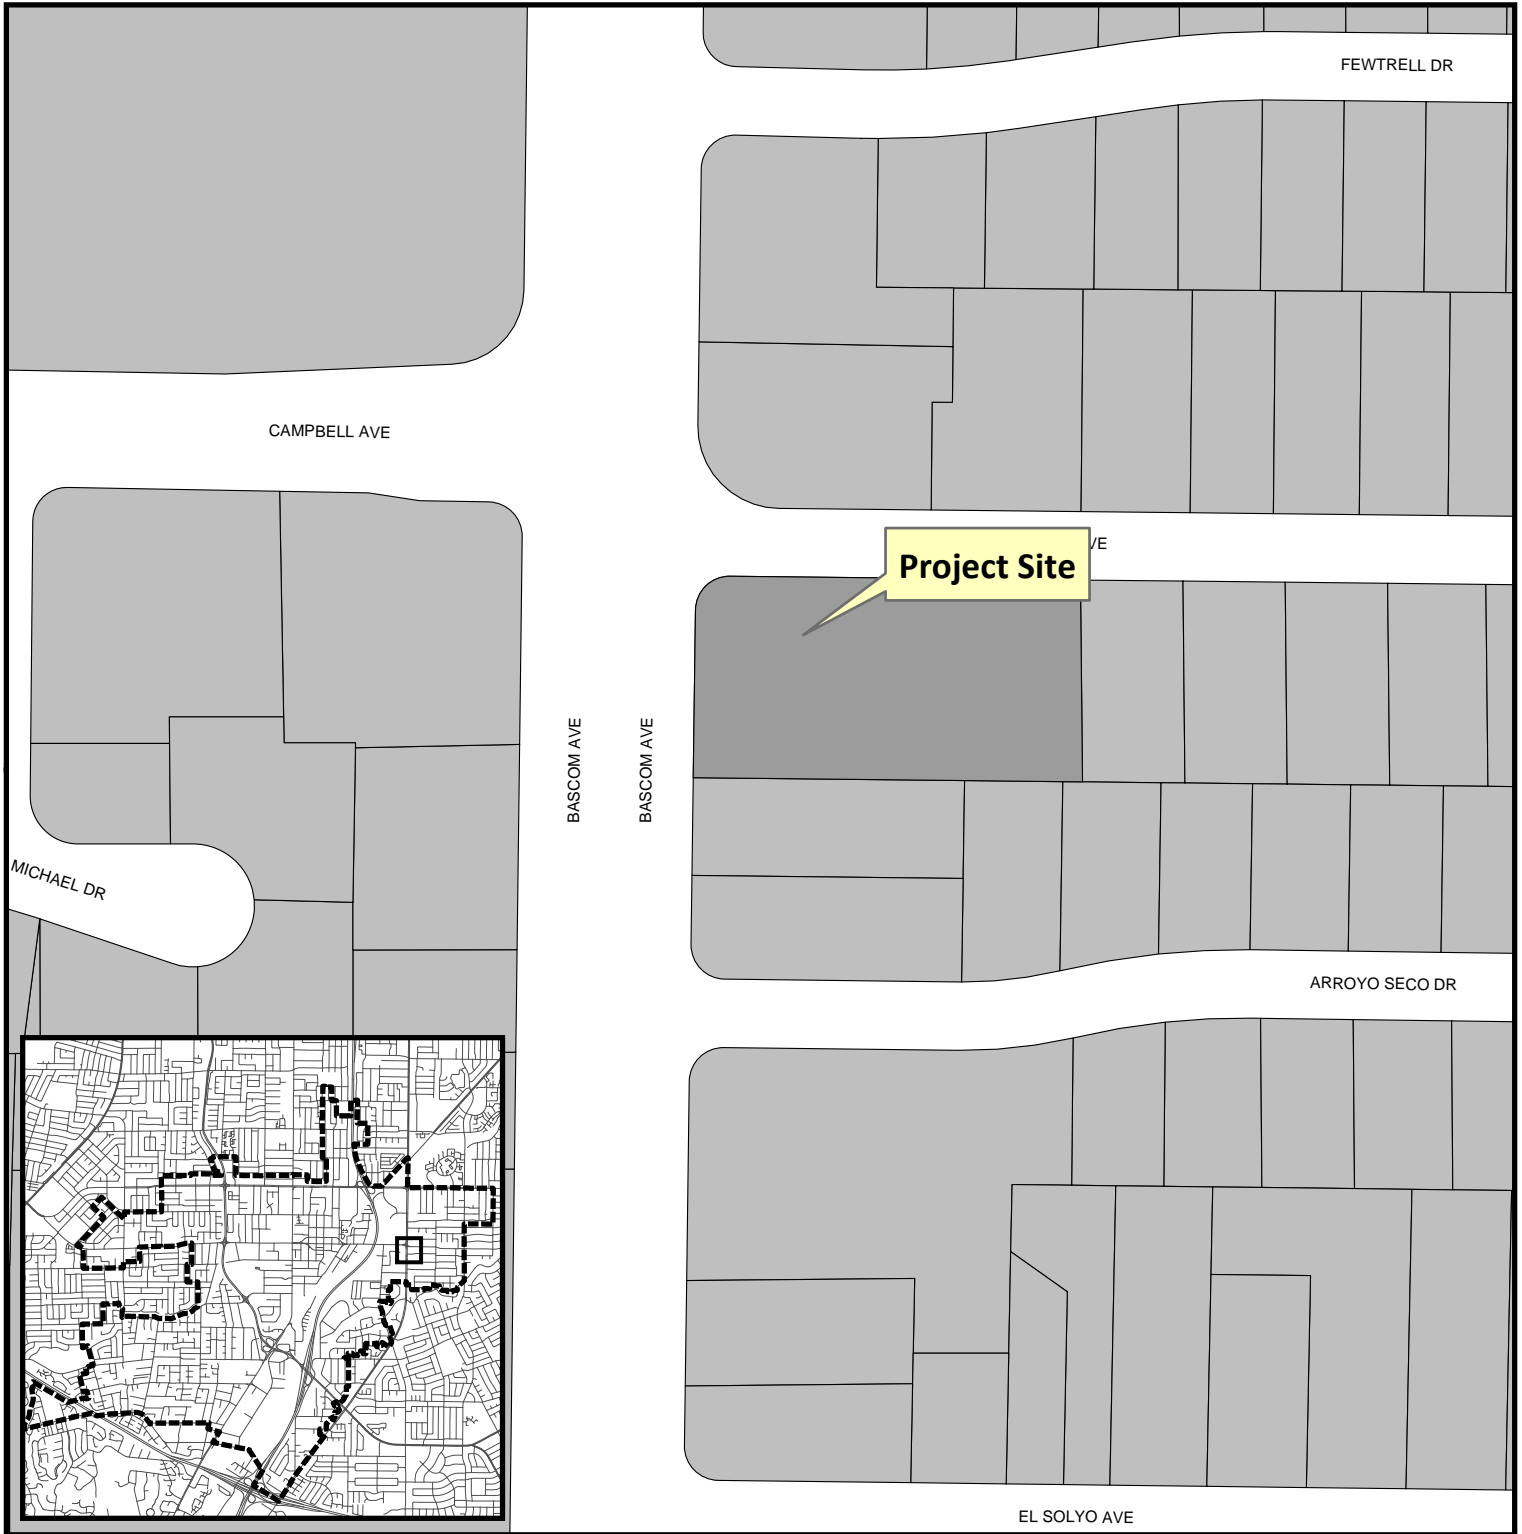 FEWTRELL DR
CAMPBELL AVE
VE
Project Site
BASCOM AVE
BASCOM AVE
MICHAEL DR
ARROYO SECO DR
EL SOLYO AVE